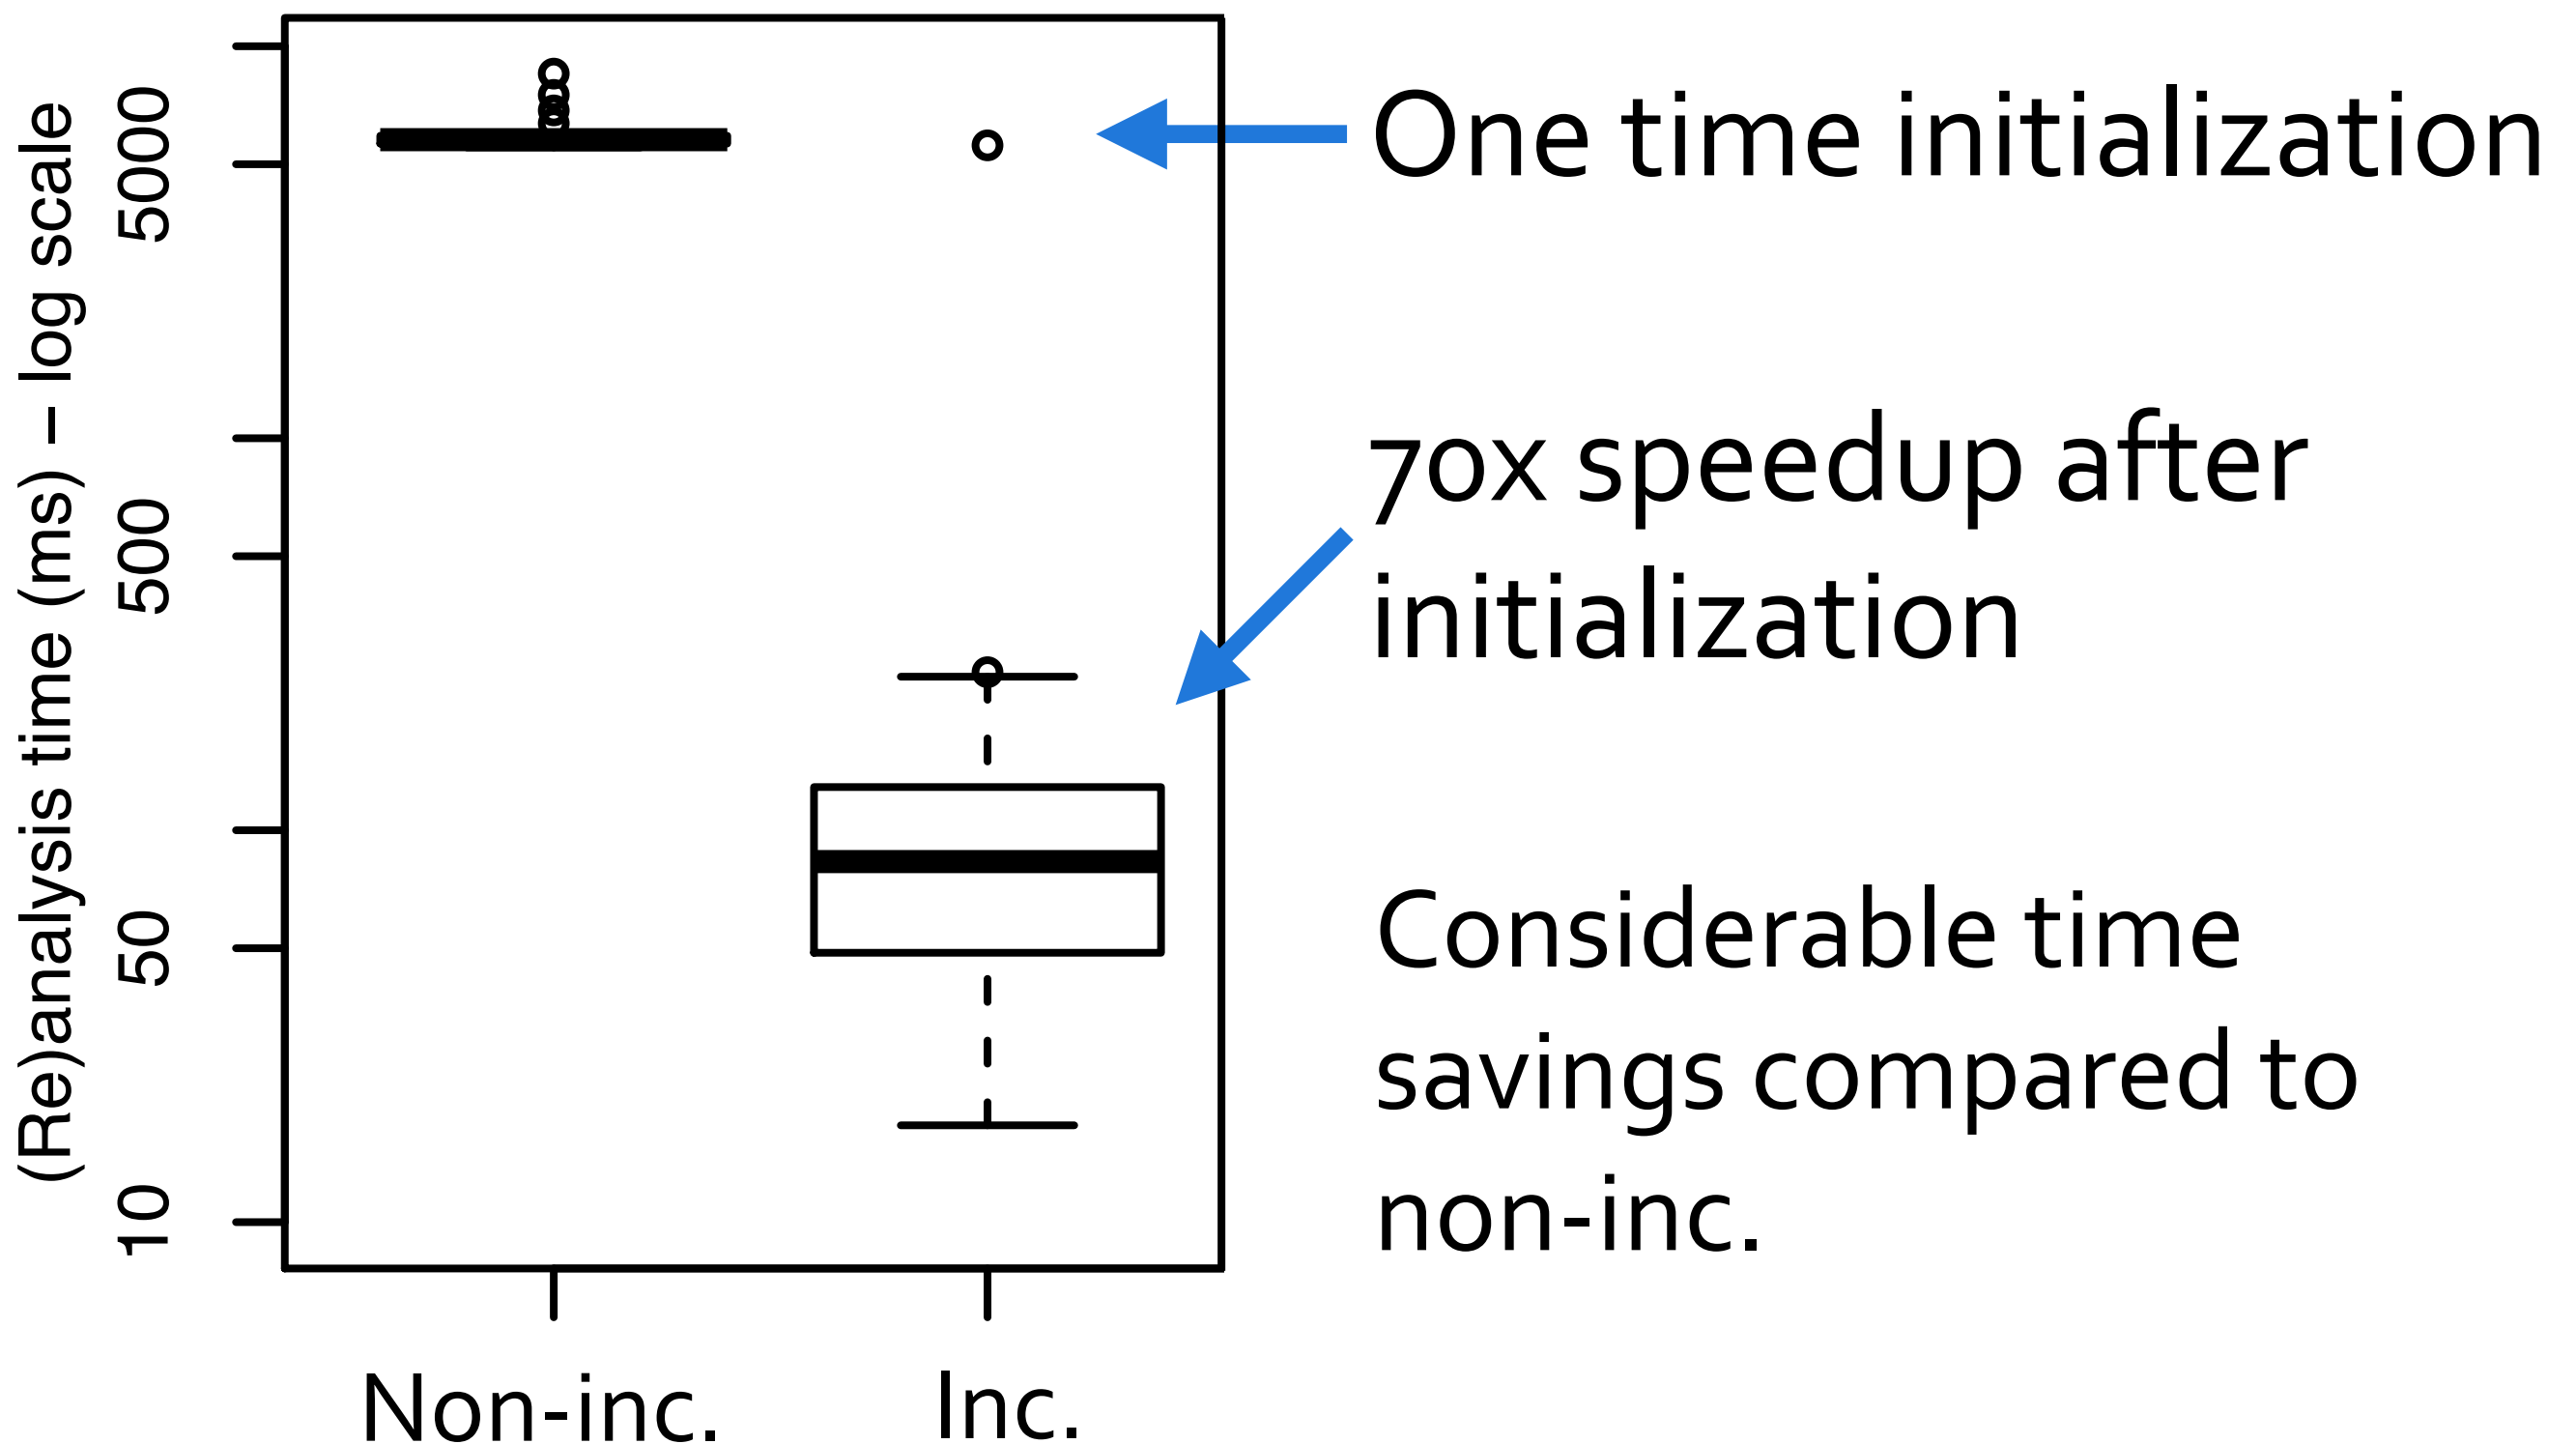 (Re)analysis time (ms) – log scale
5000
500
50
10
Non-inc.
Inc.
One time initialization
70x speedup after
initialization
Considerable time
savings compared to
non-inc.